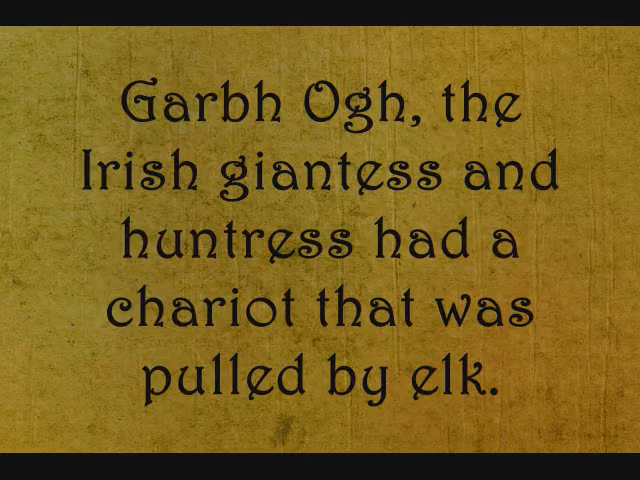 Garbh Ogh, the
Irish giantess and
huntress had a
chariot that was
pulled by elk.